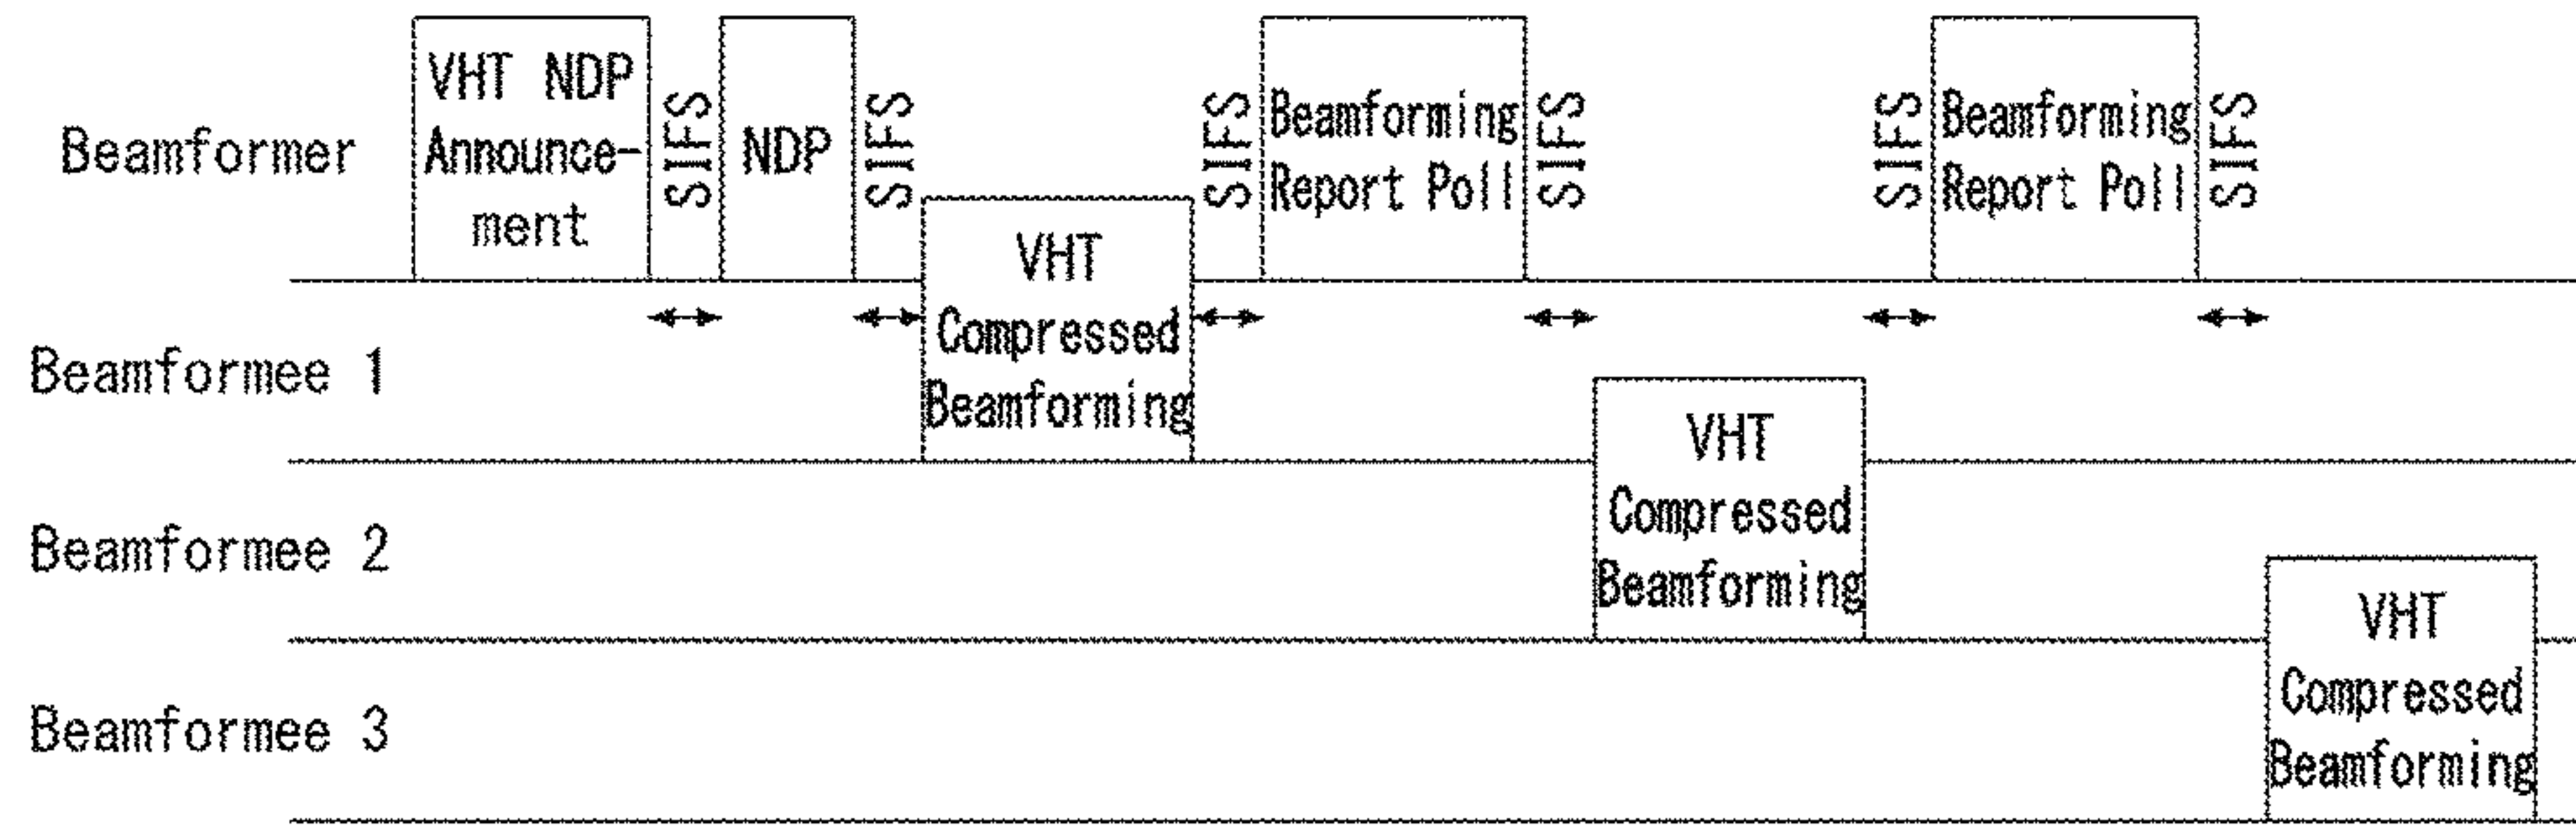 Beamformer
VHT NDP
Announce-
ment
SIFS
NDP
SIFS
SIFS
Beamforming
Report Poll
SIFS
SIFS
Beamforming
Report Poll
SIFS
Beamformee 1
VHT
Compressed
Beamforming
Beamformee 2
VHT
Compressed
Beamforming
Beamformee 3
VHT
Compressed
Beamforming